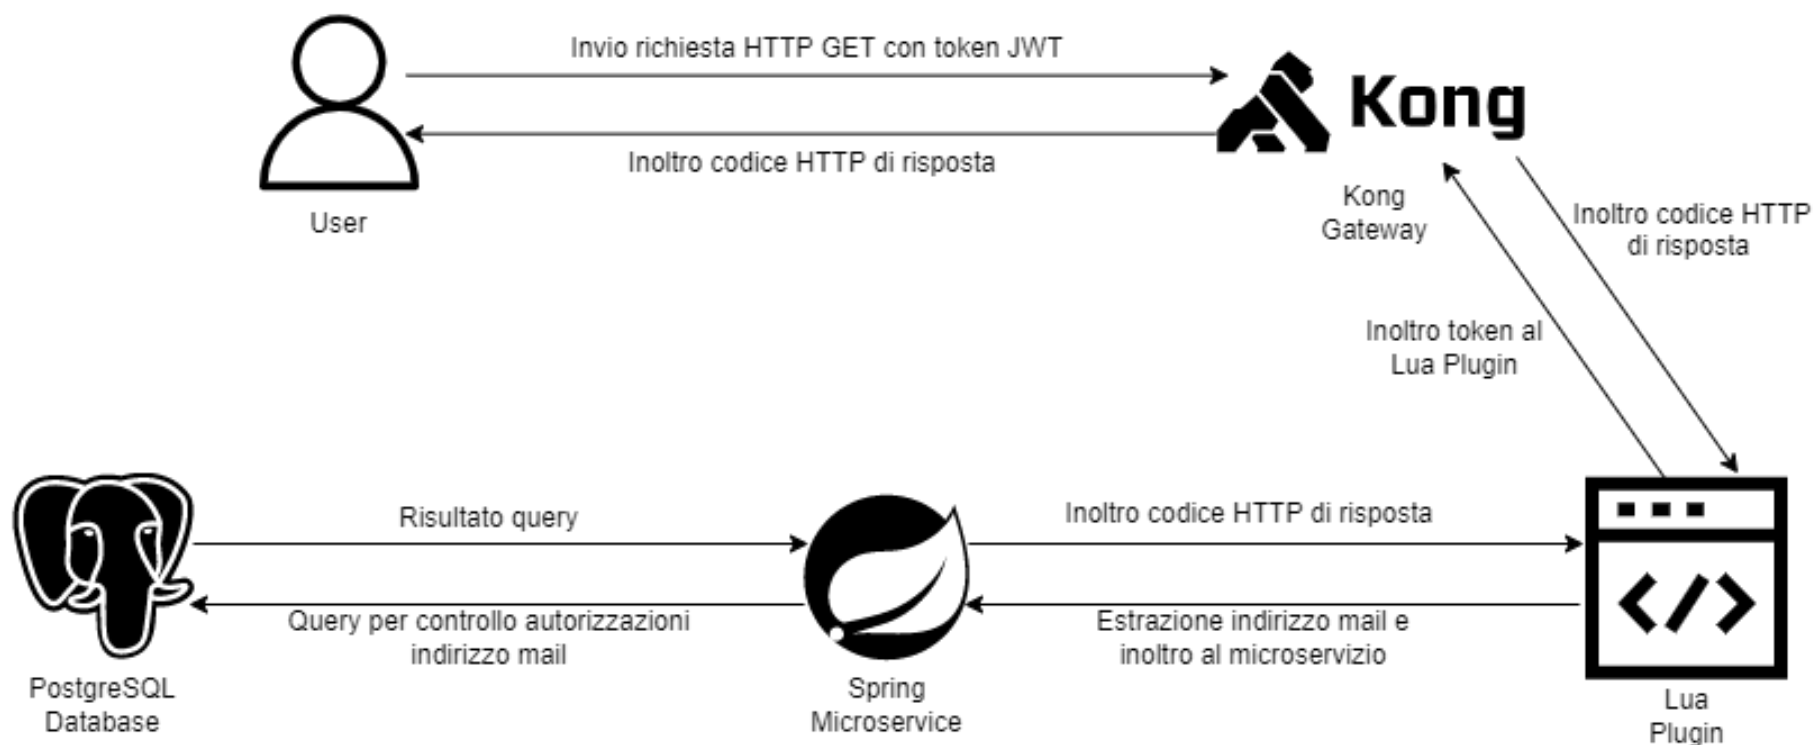 Invio richiesta HTTP GET con token JWT
Kong
Inoltro codice HTTP di risposta
User
Kong
Gateway
Inoltro codice HTTP
di risposta
Inoltro token al
Lua Plugin
Risultato query
Inoltro codice HTTP di risposta
Query per controllo autorizzazioni
indirizzo mail
Estrazione indirizzo mail e
inoltro al microservizio
PostgreSQL
Database
Spring
Microservice
Lua
Plugin